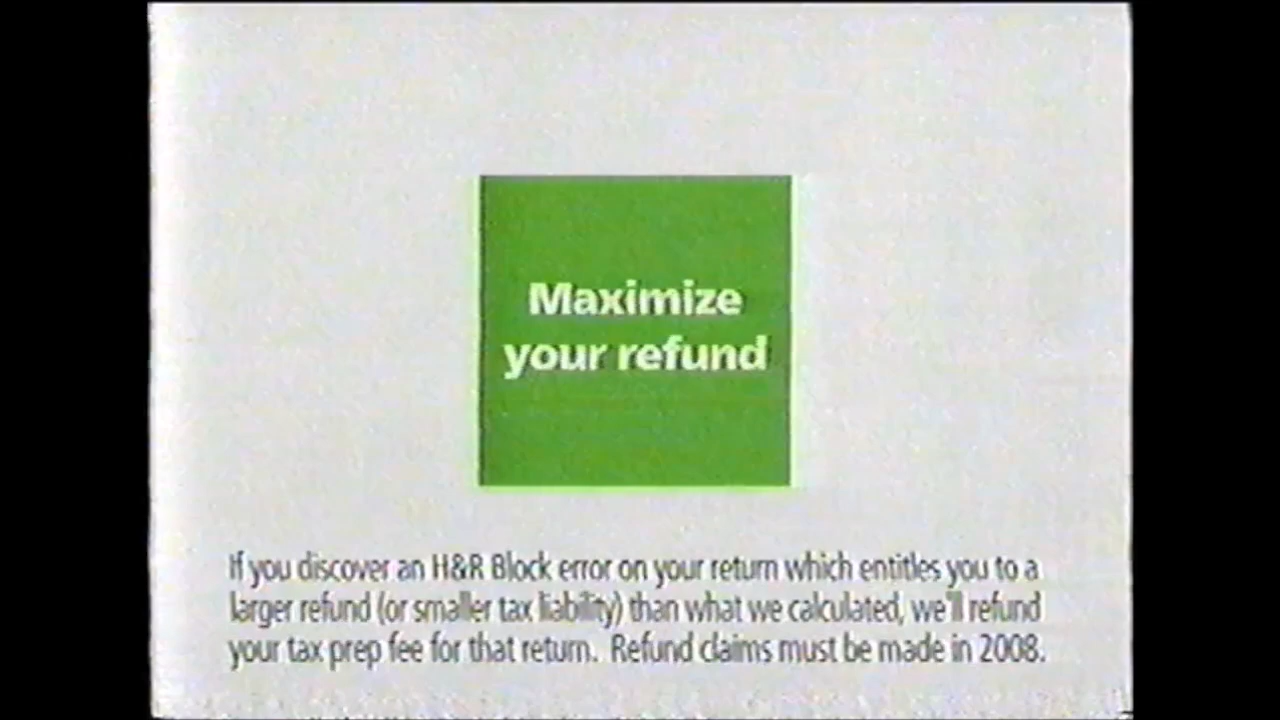 Maximize
your refund
If you discover an H&R Block error on your return which entitles you to a
larger refund (or smaller tax liability) than what we calculated, we'll refund
your tax prep fee for that return. Refund claims must be made in 2008.